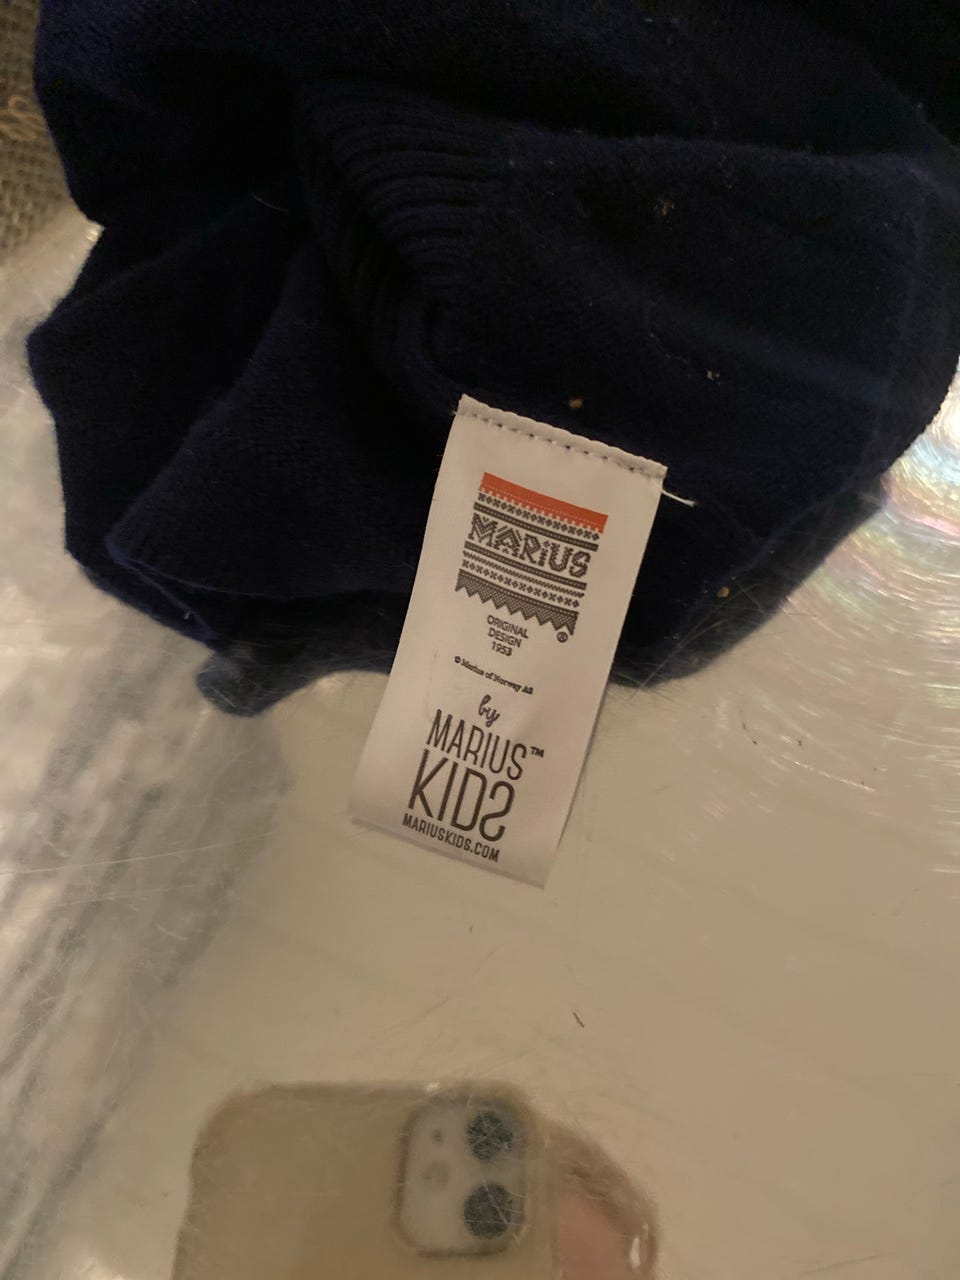 MARiUS
®
ORIGINAL
DESIGN
1953
© Marius of Norway AS
by
MARIUS™
KIDS
MARIUSKIDS.COM